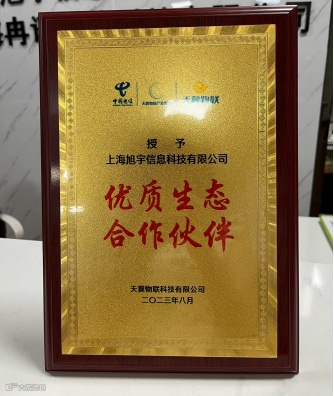 中国电信
天翼物联
授 予
上海旭宇信息科技有限公司
优质生态
合作伙伴
天翼物联科技有限公司
二〇二三年八月